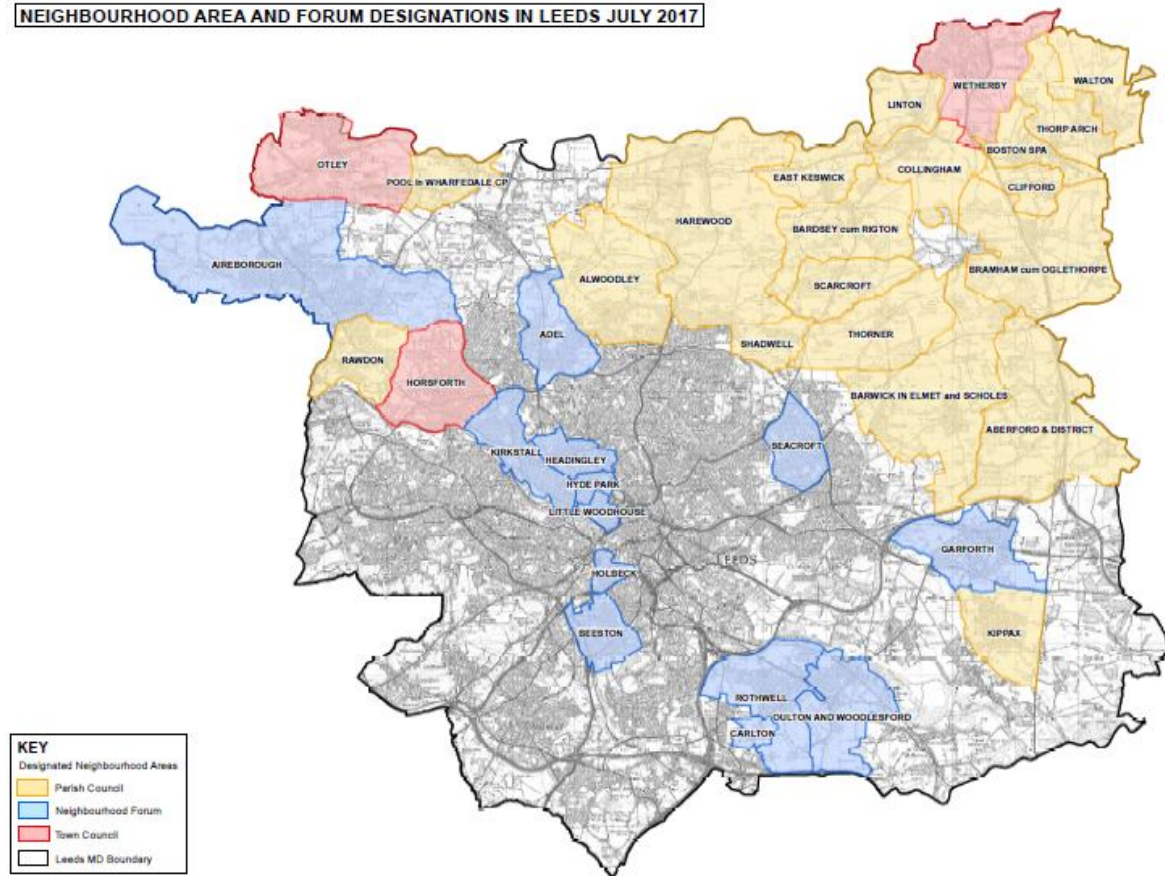 NEIGHBOURHOOD AREA AND FORUM DESIGNATIONS IN LEEDS JULY 2017
WETHERBY
WALTON
LINTON
THORP ARCH
BOSTON SPA
OTLEY
COLLINGHAM
EAST KESWICK
POOL in WHARFEDALE CP
CLIFFORD
HAREWOOD
BARDSEY cum RIGTON
AIREBOROUGH
BRAMHAM cum OGLETHORPE
ALWOODLEY
SCARCROFT
ADEL
THORNER
SHADWELL
RAWDON
HORSFORTH
BARWICK IN ELMET and SCHOLES
ABERFORD & DISTRICT
SEACROFT
KIRKSTALL
HEADINGLEY
HYDE PARK
LITTLE WOODHOUSE
GARFORTH
LEEDS
HOLBECK
BEESTON
KIPPAX
ROTHWELL
OULTON AND WOODLESFORD
CARLTON
KEY
Designated Neighbourhood Areas
Parish Council
Neighbourhood Forum
Town Council
Leeds MD Boundary